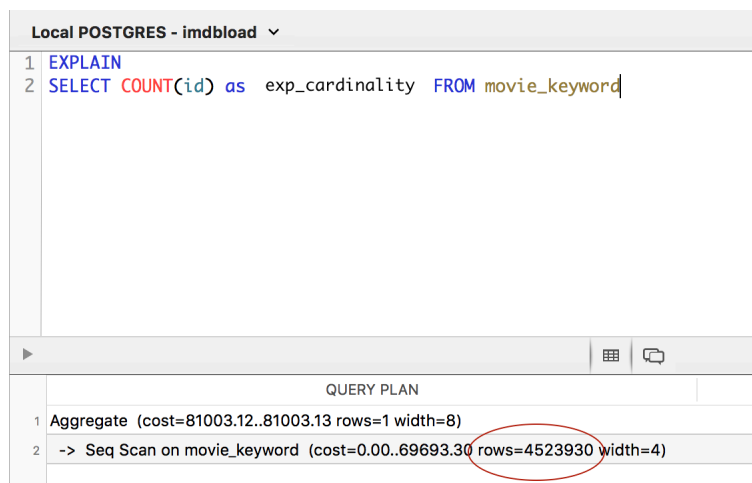 Local POSTGRES - imdbload
1 EXPLAIN
2 SELECT COUNT(id) as exp_cardinality FROM movie_keyword
QUERY PLAN
1 Aggregate (cost=81003.12..81003.13 rows=1 width=8)
2 -> Seq Scan on movie_keyword (cost=0.00..69693.30 rows=4523930 width=4)